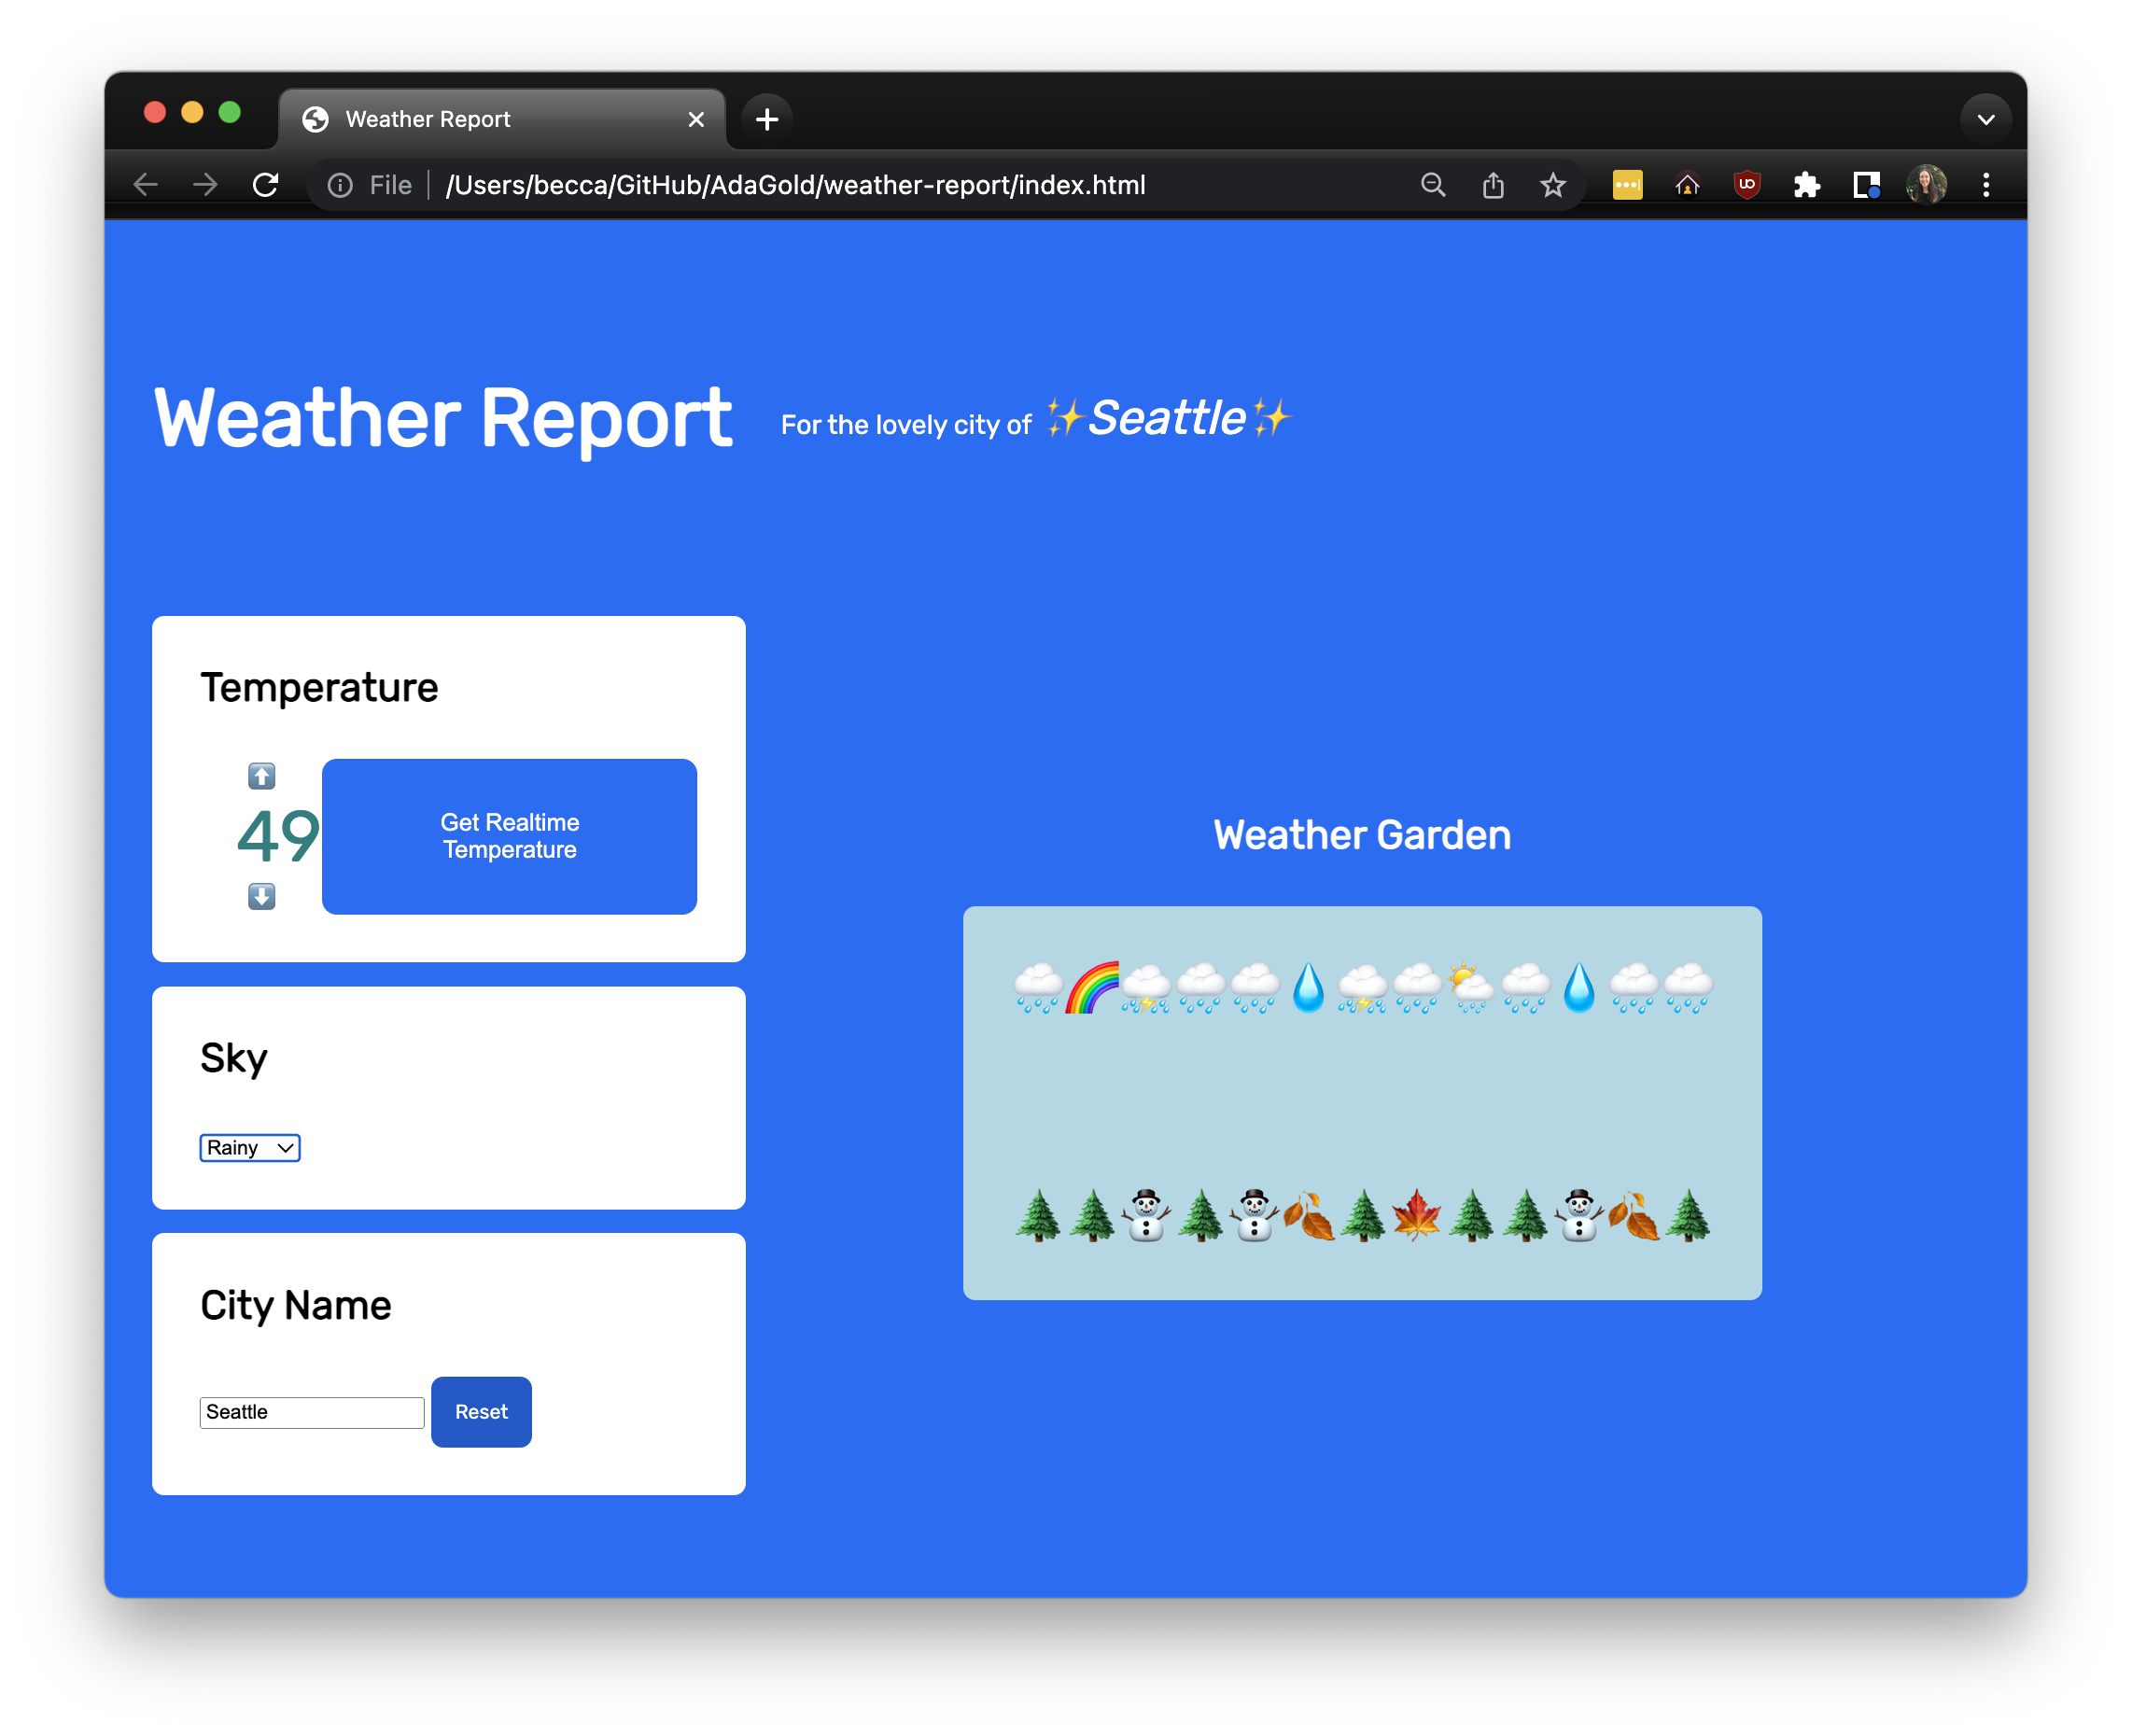 Weather Report
File /Users/becca/GitHub/AdaGold/weather-report/index.html
Weather Report
For the lovely city of ✨Seattle✨
Temperature
49
Get Realtime
Temperature
Sky
Rainy
City Name
Seattle
Reset
Weather Garden
🌧🌈⛈🌧🌧💧⛈🌧🌦🌧💧🌧🌧
🌲🌲⛄️🌲⛄️🍂🌲🍁🌲🌲⛄️🍂🌲